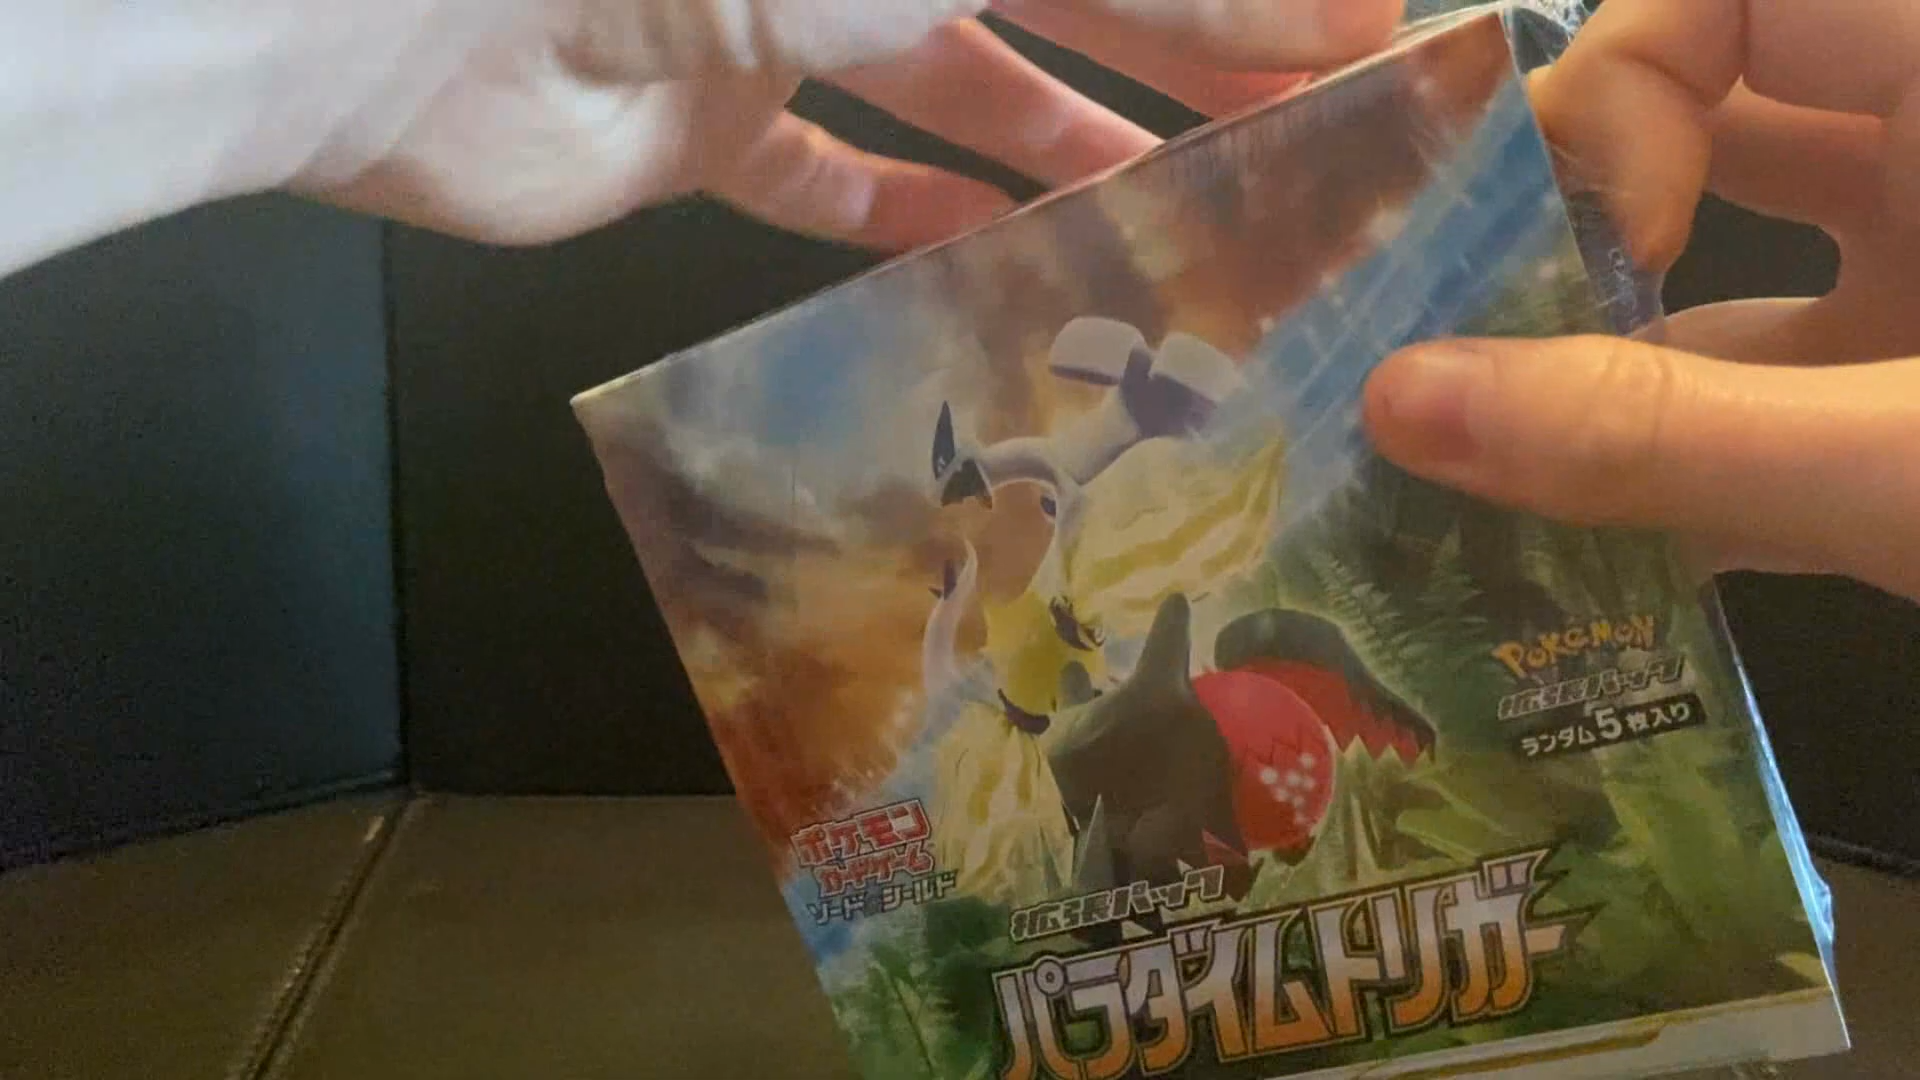 POKéMON
拡張パック
ランダム5枚入り
ポケモン
カードゲーム
ソード&シールド
拡張パック
パラダイムトリガー